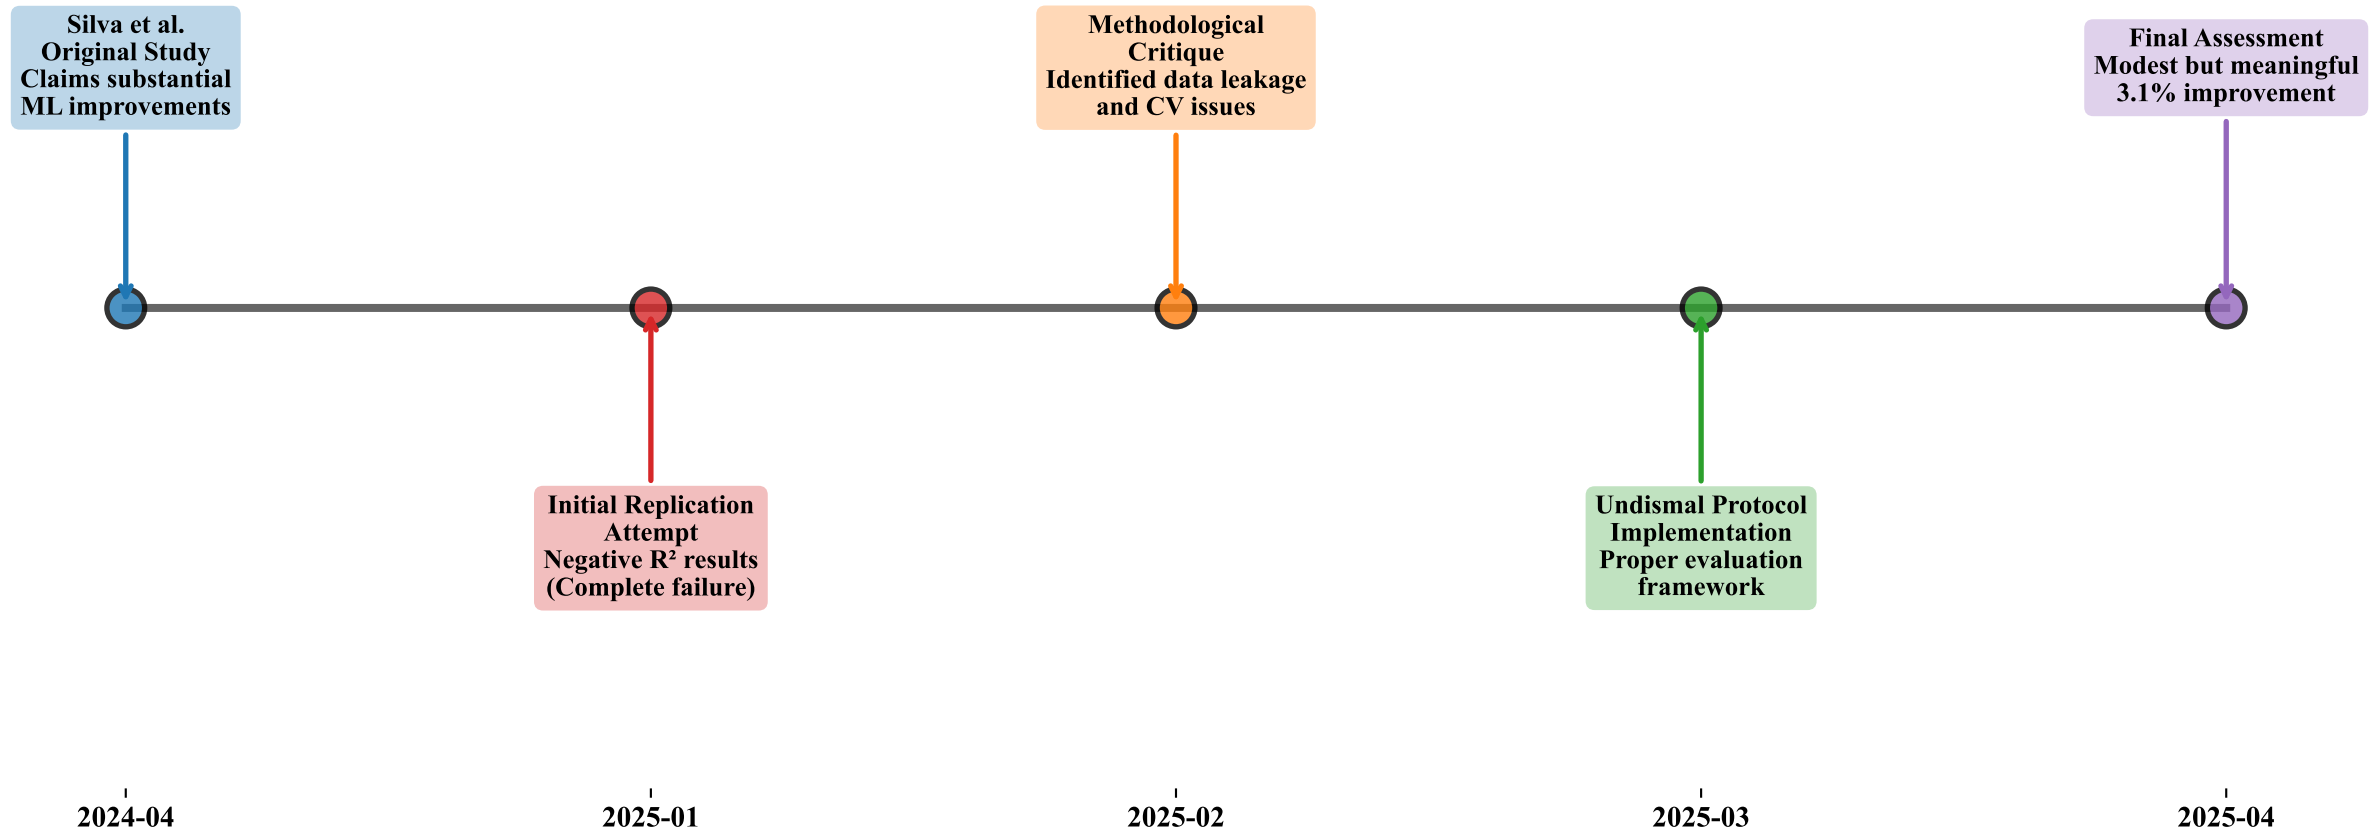 Silva et al.
Original Study
Claims substantial
ML improvements
Methodological
Critique
Identified data leakage
and CV issues
Final Assessment
Modest but meaningful
3.1% improvement
Initial Replication
Attempt
Negative R² results
(Complete failure)
Undismal Protocol
Implementation
Proper evaluation
framework
2024-04
2025-01
2025-02
2025-03
2025-04